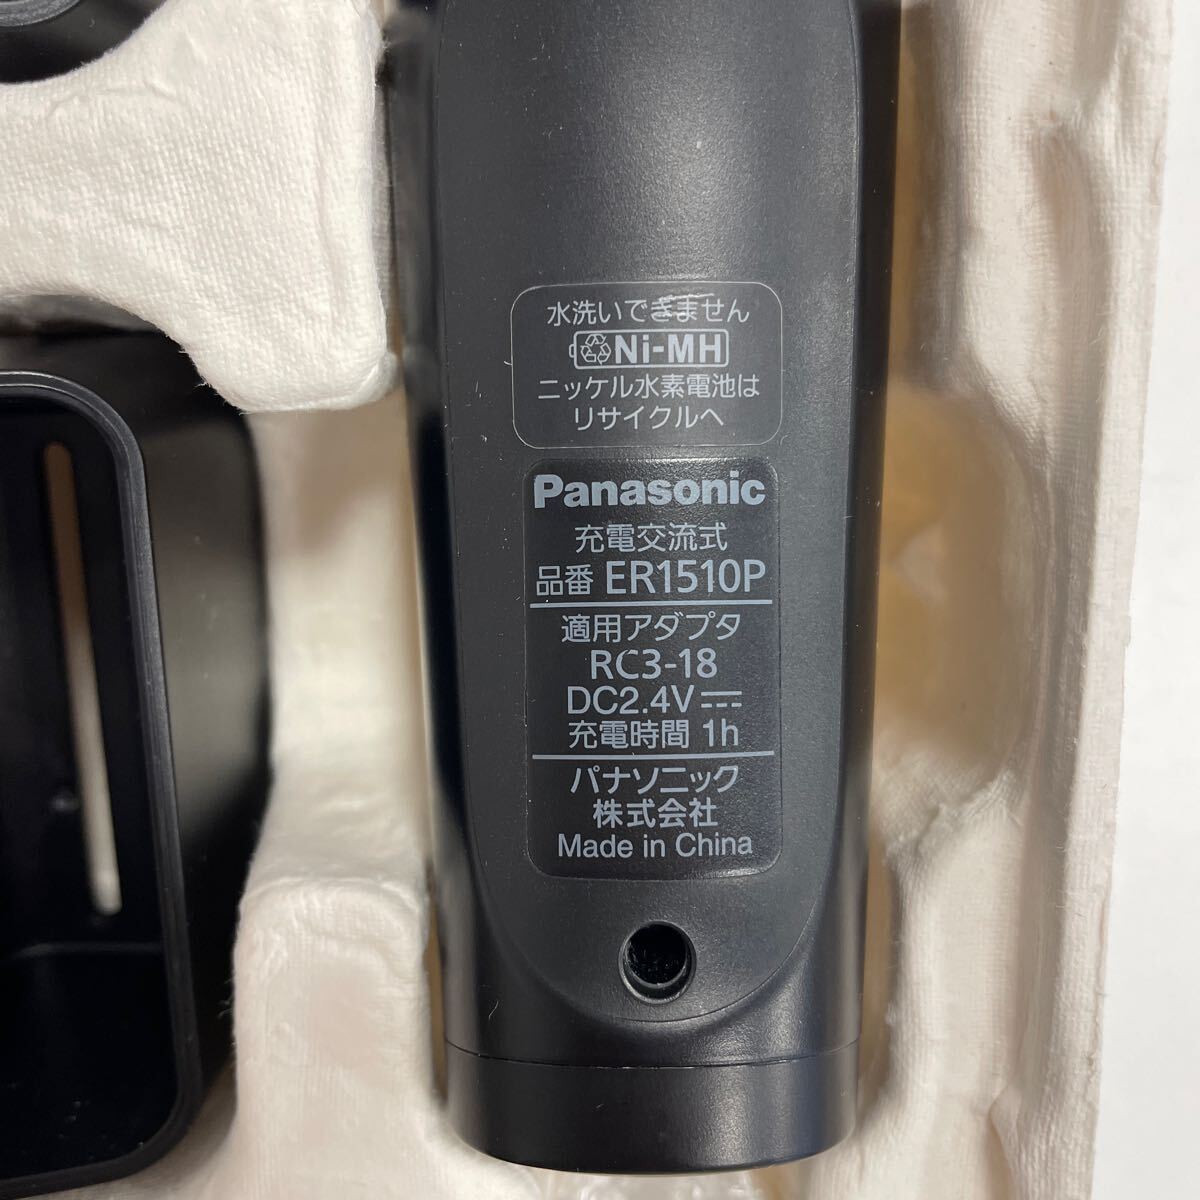 水洗いできません
Ni-MH
ニッケル水素電池は
リサイクルへ
Panasonic
充電交流式
品番 ER1510P
適用アダプタ
RC3-18
DC2.4V⎓
充電時間 1h
パナソニック
株式会社
Made in China